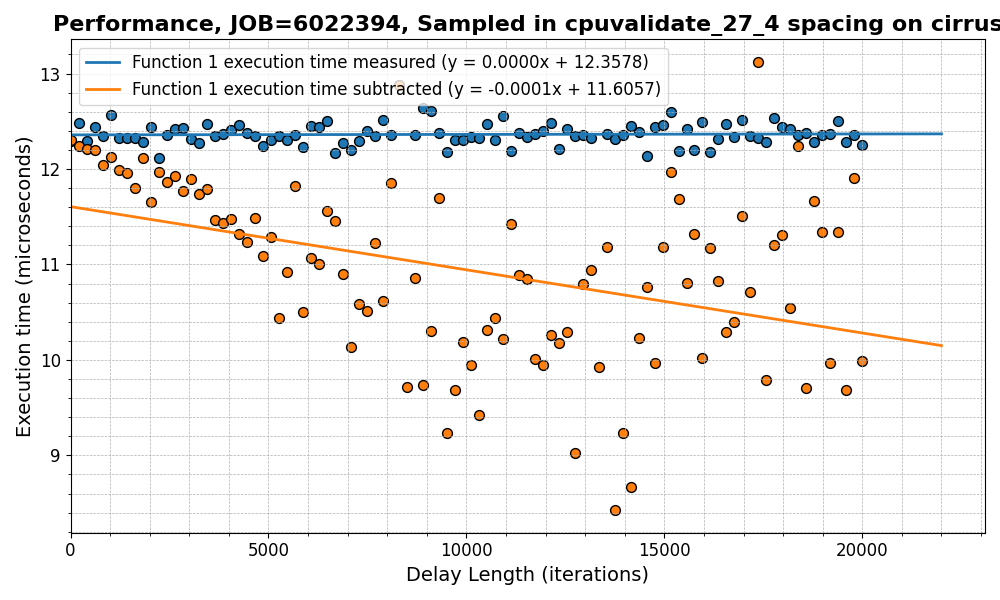 Performance, JOB=6022394, Sampled in cpuvalidate_27_4 spacing on cirrus
Function 1 execution time measured (y = 0.0000x + 12.3578)
Function 1 execution time subtracted (y = -0.0001x + 11.6057)
Execution time (microseconds)
13
12
11
10
9
0 5000 10000 15000 20000
Delay Length (iterations)